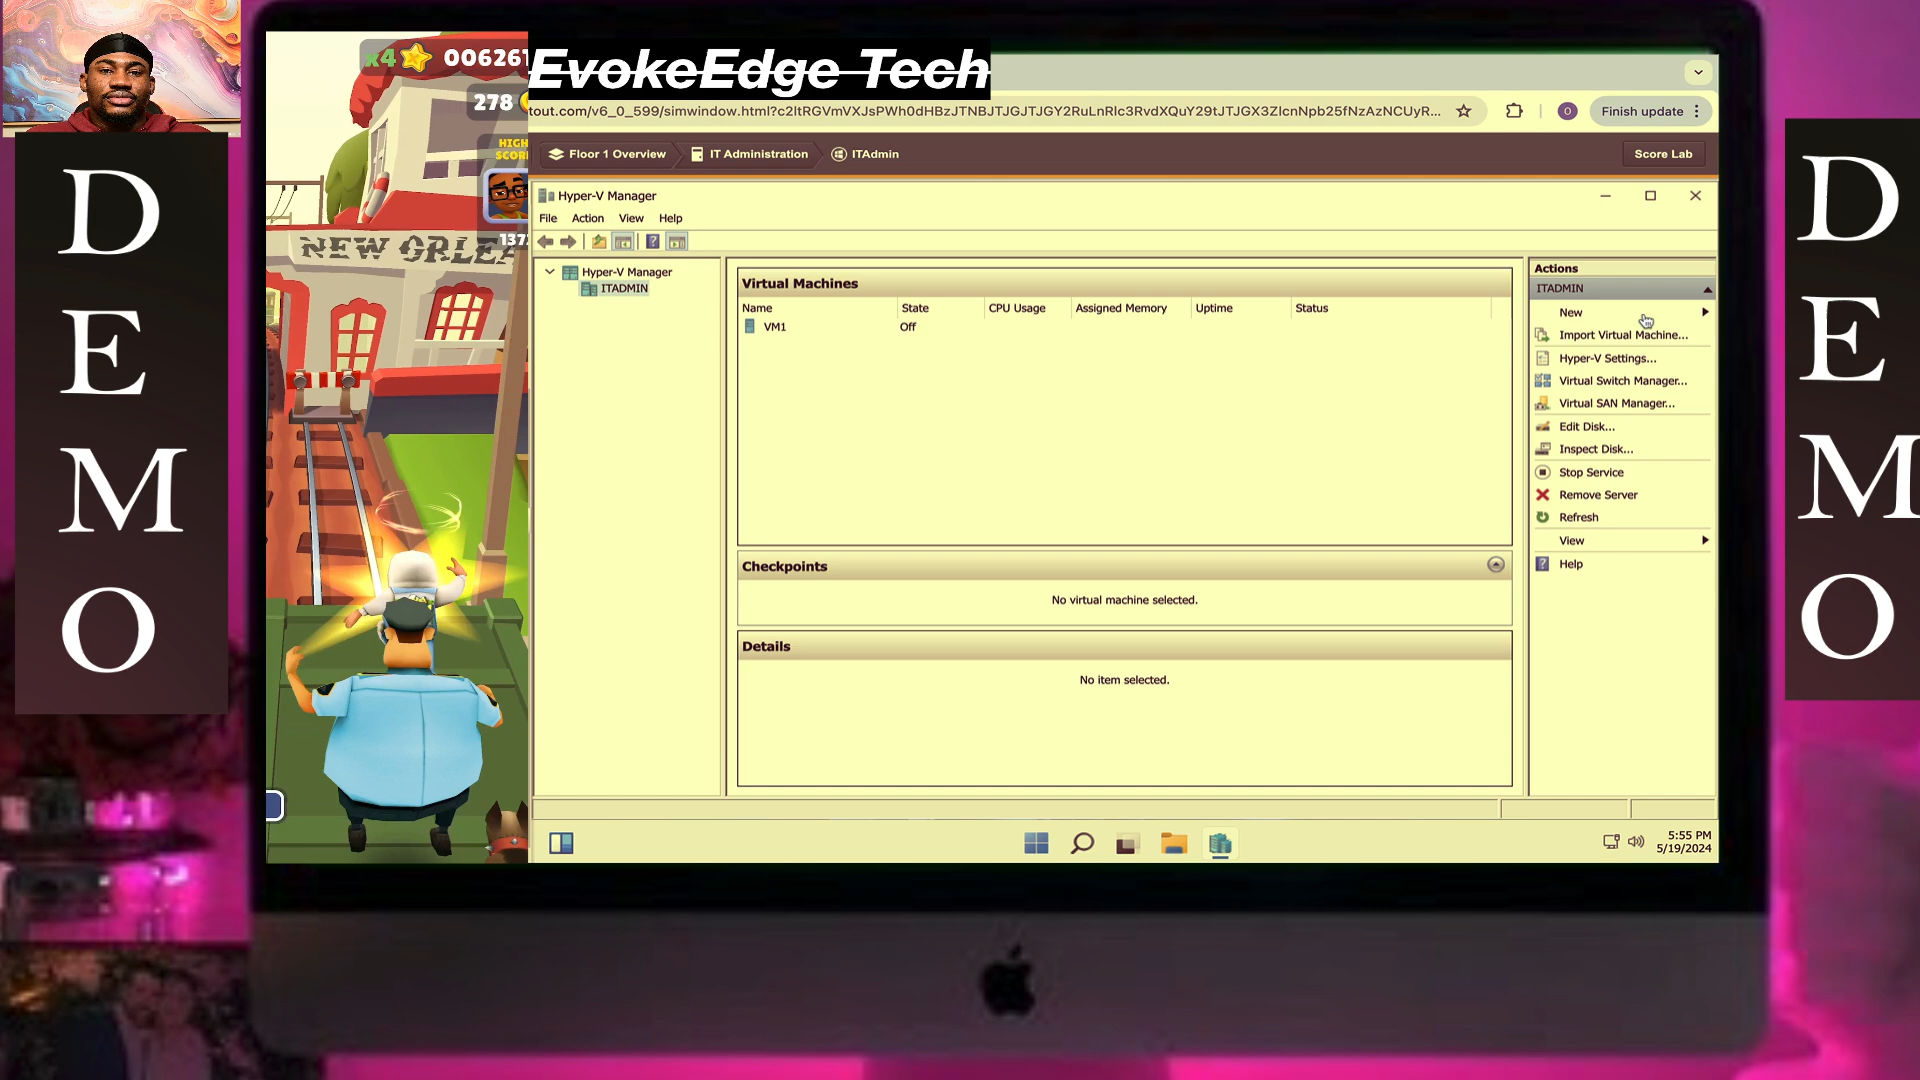 D
E
M
O
x4 006261
278
HIGH
SCORE
137
NEW ORLEA
EvokeEdge Tech
tout.com/v6_0_599/simwindow.html?c2ltRGVmVXJsPWh0dHBzJTNBJTJGJTJGY2RuLnRlc3RvdXQuY29tJTJGX3ZlcnNpb25fNzAzNCUyR...
Finish update
Floor 1 Overview
IT Administration
ITAdmin
Score Lab
Hyper-V Manager
File Action View Help
Hyper-V Manager
ITADMIN
Virtual Machines
Name State CPU Usage Assigned Memory Uptime Status
VM1 Off
Checkpoints
No virtual machine selected.
Details
No item selected.
Actions
ITADMIN
New
Import Virtual Machine...
Hyper-V Settings...
Virtual Switch Manager...
Virtual SAN Manager...
Edit Disk...
Inspect Disk...
Stop Service
Remove Server
Refresh
View
Help
5:55 PM
5/19/2024
D
E
M
O